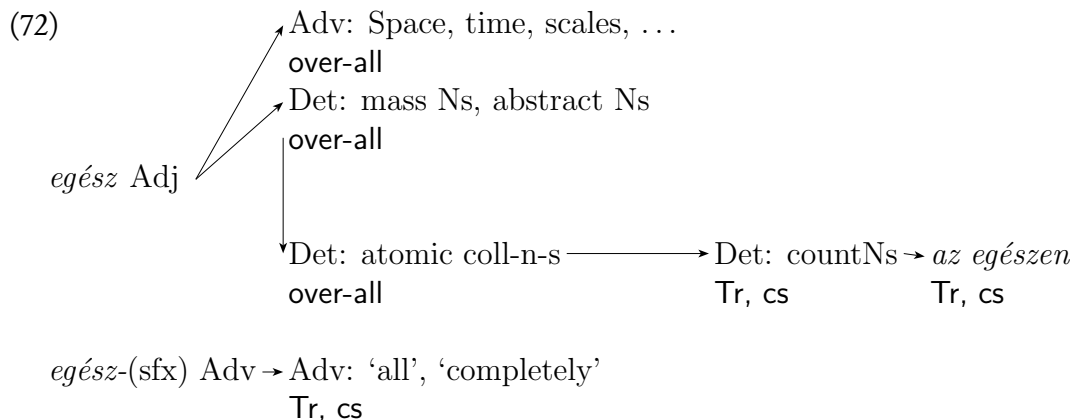 (72)
Adv: Space, time, scales, …
over-all
Det: mass Ns, abstract Ns
over-all
egész Adj
Det: atomic coll-n-s Det: countNs az egészen
over-all Tr, cs Tr, cs
egész-(sfx) Adv Adv: ‘all’, ‘completely’
Tr, cs